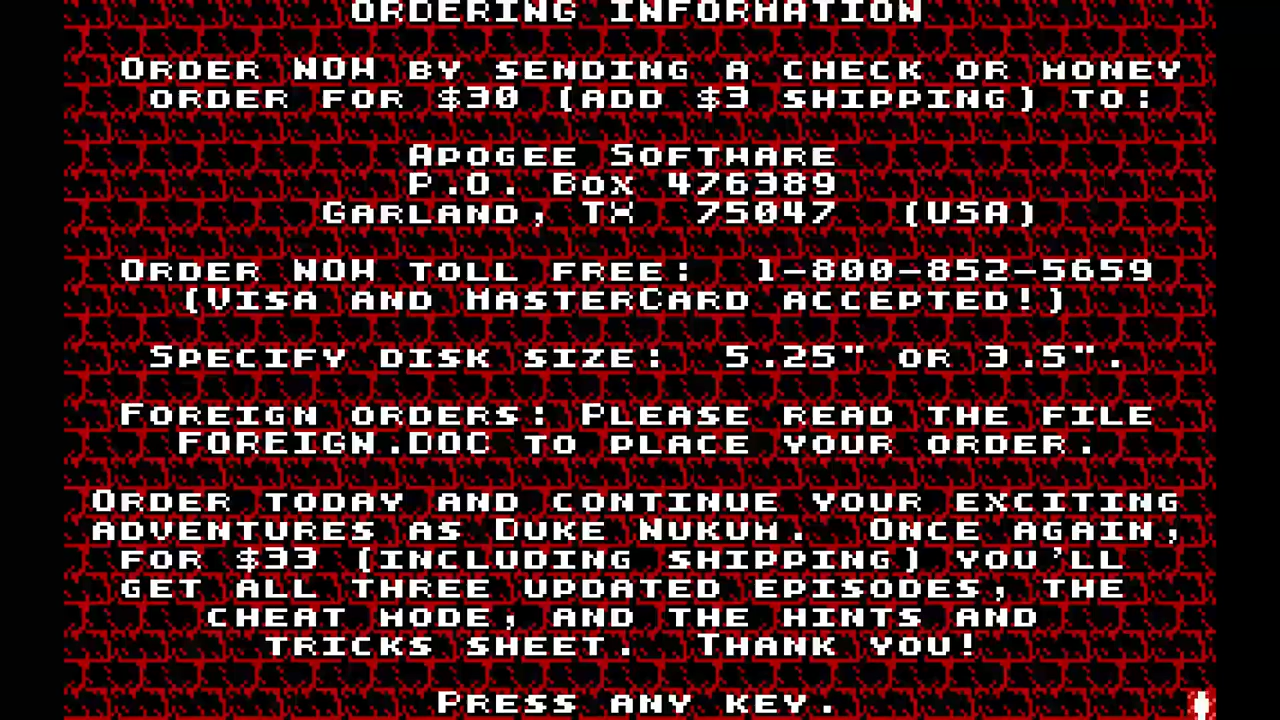 ORDERING INFORMATION
ORDER NOW BY SENDING A CHECK OR MONEY
ORDER FOR $30 (ADD $3 SHIPPING) TO:
APOGEE SOFTWARE
P.O. BOX 476389
GARLAND, TX 75047 (USA)
ORDER NOW TOLL FREE: 1-800-852-5659
(VISA AND MASTERCARD ACCEPTED!)
SPECIFY DISK SIZE: 5.25" OR 3.5".
FOREIGN ORDERS: PLEASE READ THE FILE
FOREIGN.DOC TO PLACE YOUR ORDER.
ORDER TODAY AND CONTINUE YOUR EXCITING
ADVENTURES AS DUKE NUKUM. ONCE AGAIN,
FOR $33 (INCLUDING SHIPPING) YOU'LL
GET ALL THREE UPDATED EPISODES, THE
CHEAT MODE, AND THE HINTS AND
TRICKS SHEET. THANK YOU!
PRESS ANY KEY.